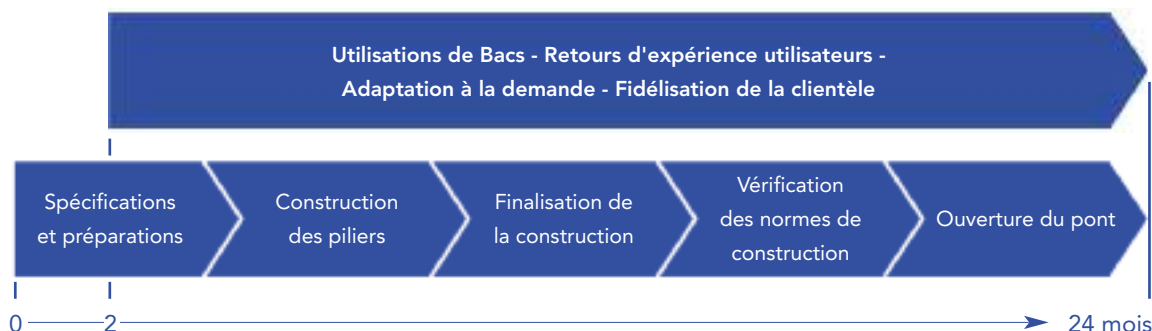 Utilisations de Bacs - Retours d'expérience utilisateurs -
Adaptation à la demande - Fidélisation de la clientèle
Spécifications
et préparations
Construction
des piliers
Finalisation de
la construction
Vérification
des normes de
construction
Ouverture du pont
0
2
24 mois